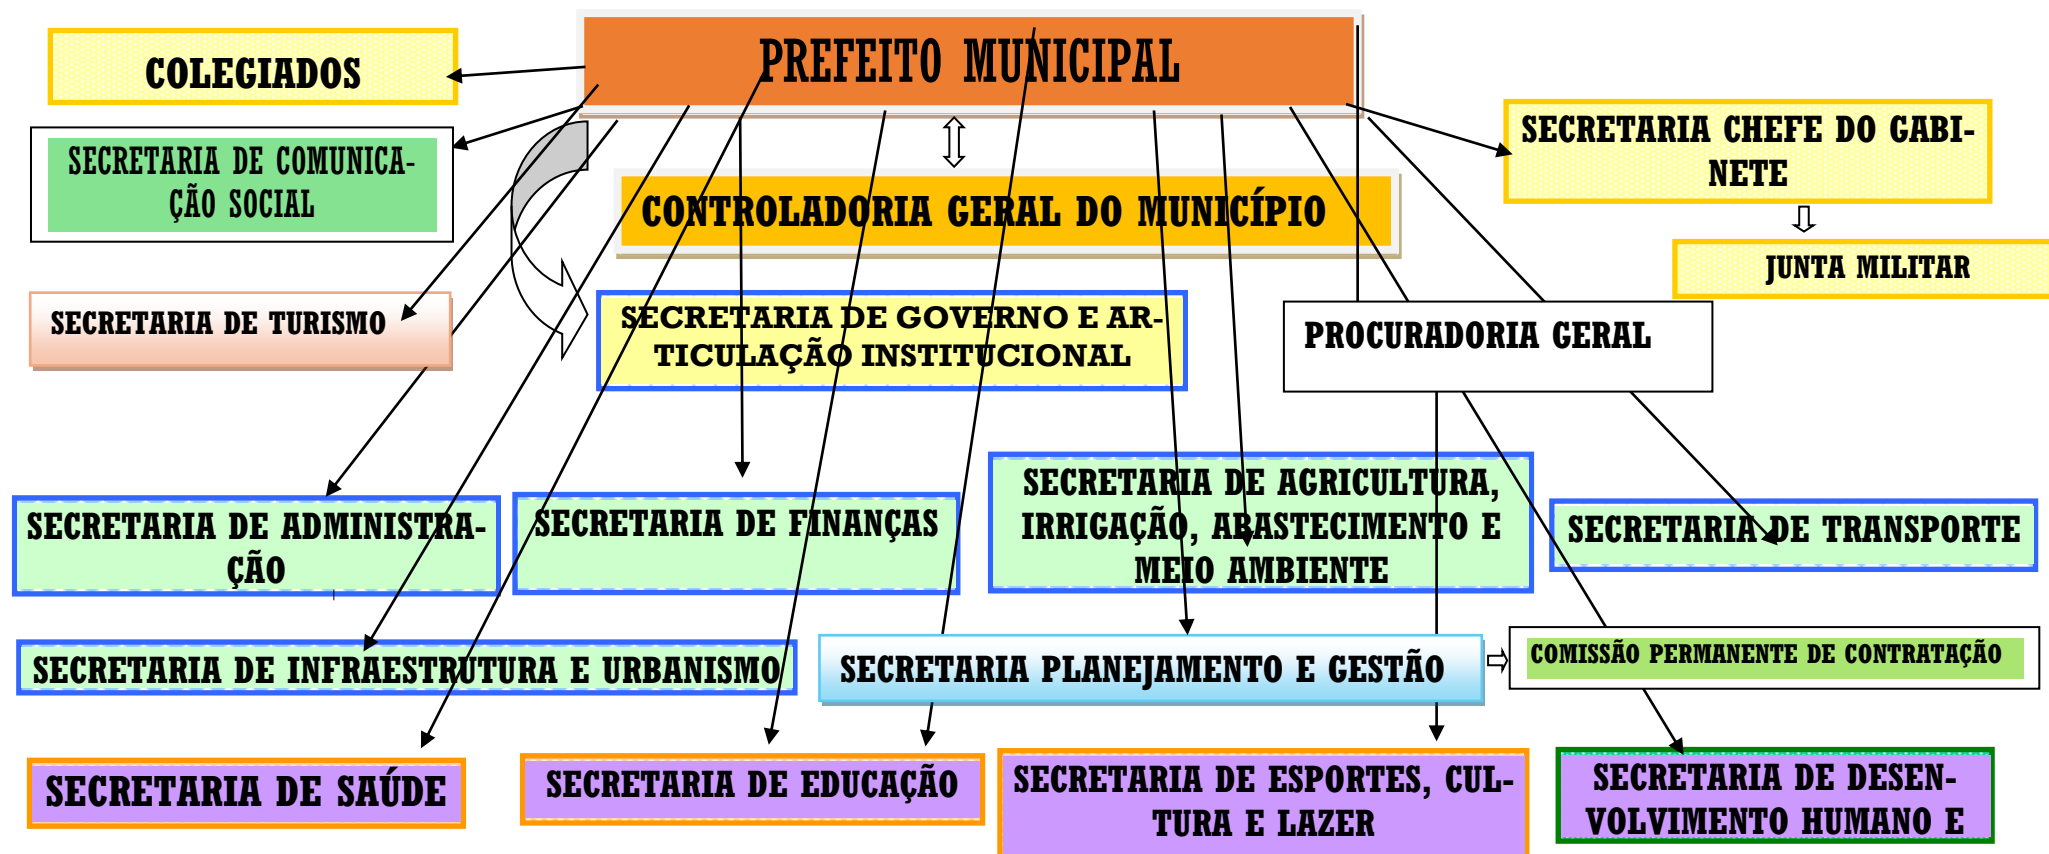 PREFEITO MUNICIPAL
COLEGIADOS
SECRETARIA DE COMUNICA-
ÇÃO SOCIAL
SECRETARIA CHEFE DO GABI-
NETE
CONTROLADORIA GERAL DO MUNICÍPIO
JUNTA MILITAR
SECRETARIA DE TURISMO
SECRETARIA DE GOVERNO E AR-
TICULAÇÃO INSTITUCIONAL
PROCURADORIA GERAL
SECRETARIA DE ADMINISTRA-
ÇÃO
SECRETARIA DE FINANÇAS
SECRETARIA DE AGRICULTURA,
IRRIGAÇÃO, ABASTECIMENTO E
MEIO AMBIENTE
SECRETARIA DE TRANSPORTE
SECRETARIA DE INFRAESTRUTURA E URBANISMO
SECRETARIA PLANEJAMENTO E GESTÃO
COMISSÃO PERMANENTE DE CONTRATAÇÃO
SECRETARIA DE SAÚDE
SECRETARIA DE EDUCAÇÃO
SECRETARIA DE ESPORTES, CUL-
TURA E LAZER
SECRETARIA DE DESEN-
VOLVIMENTO HUMANO E